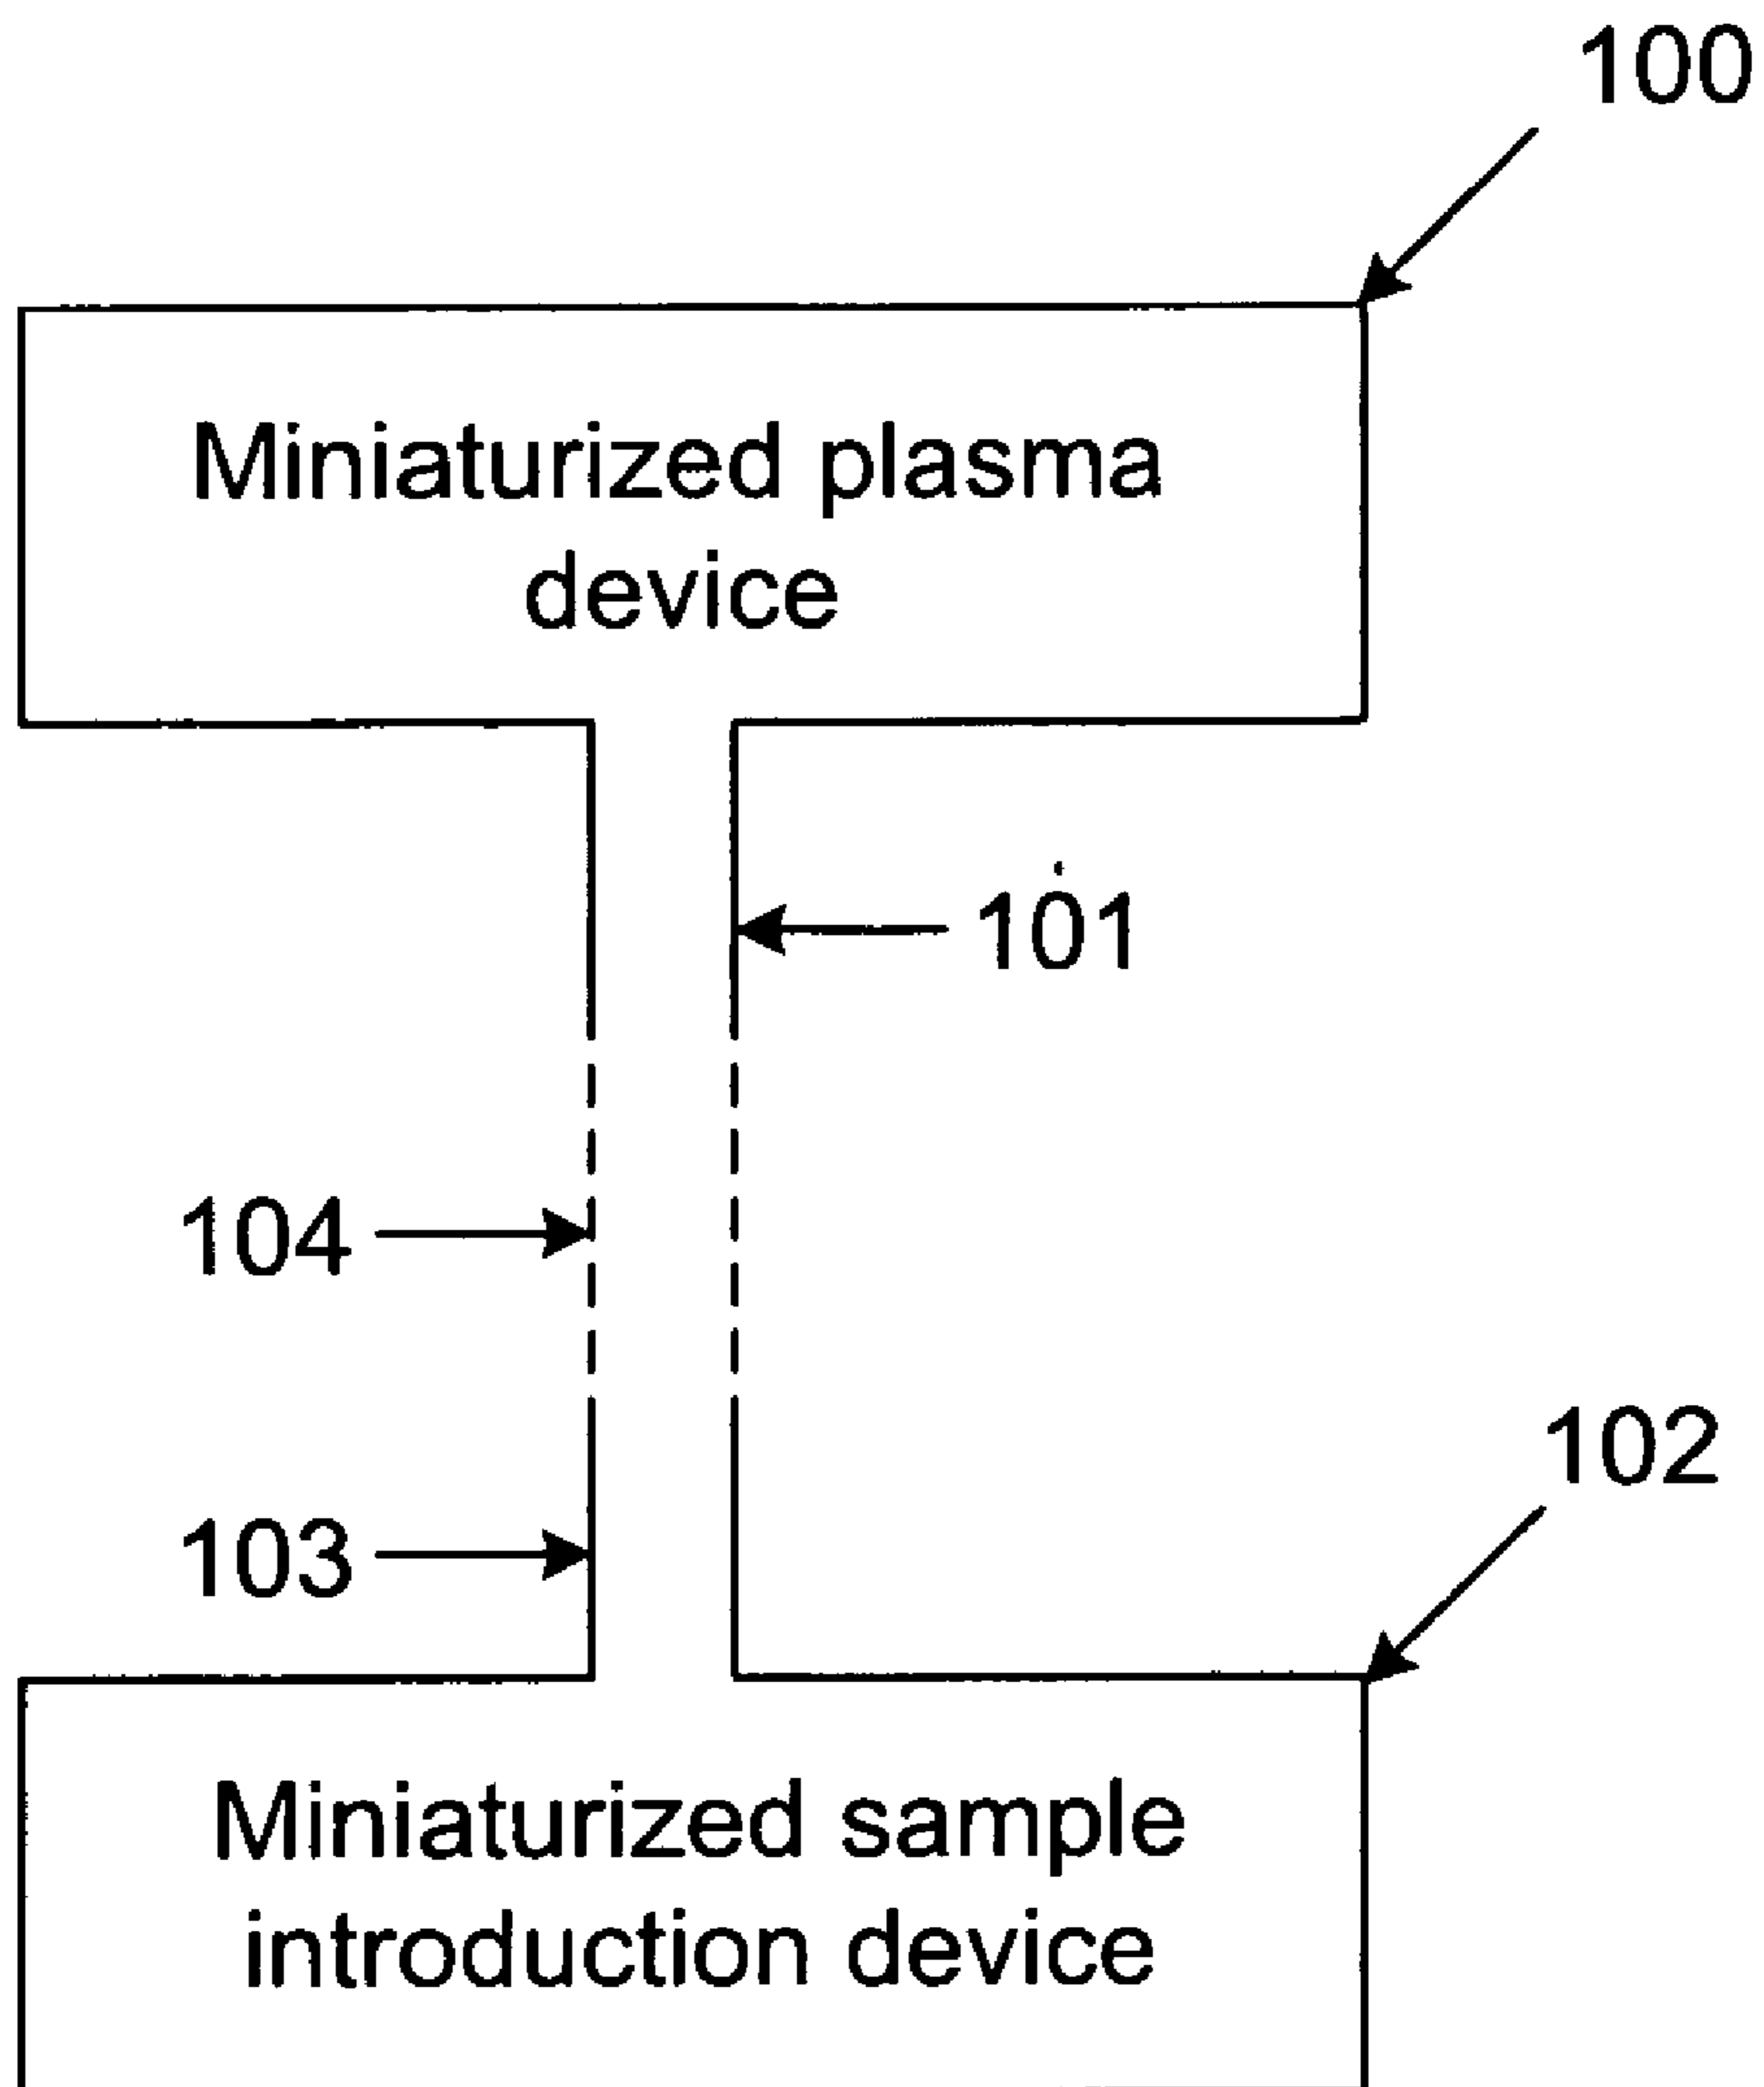 100
Miniaturized plasma
device
101
104
102
103
Miniaturized sample
introduction device